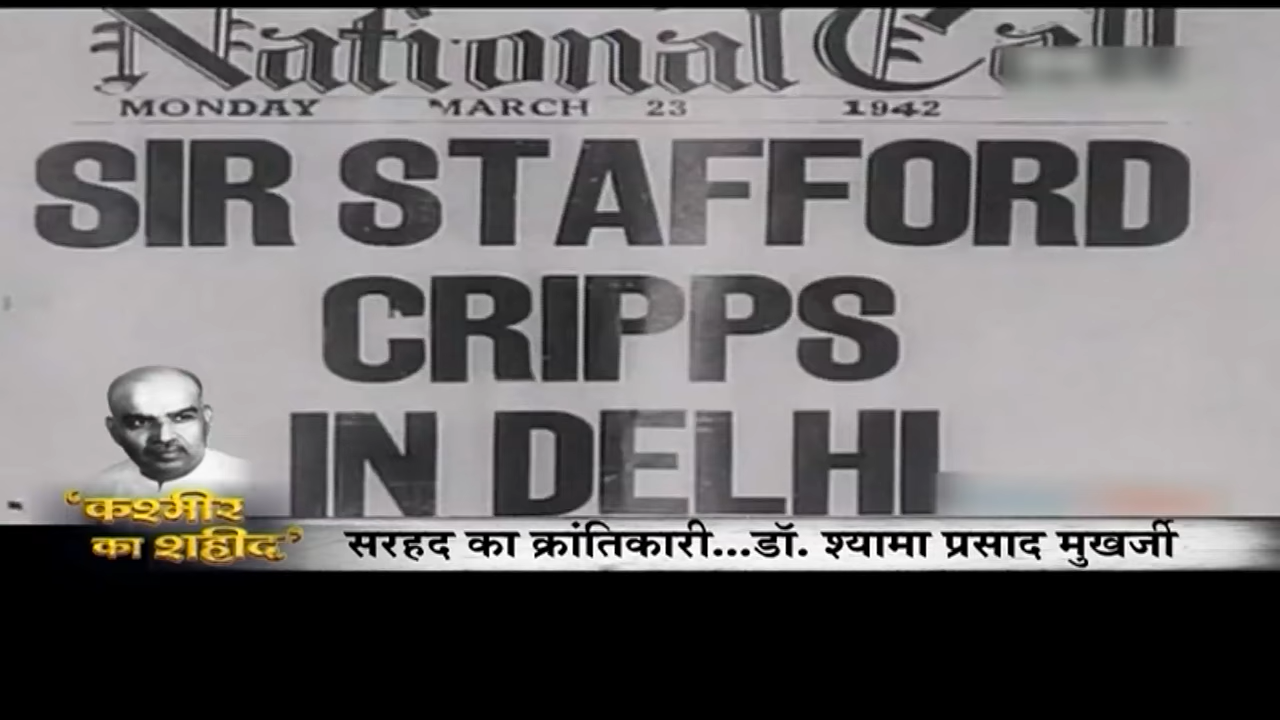 National Call
MONDAY MARCH 23 1942
SIR STAFFORD
CRIPPS
IN DELHI
‘कश्मीर
का शहीद’
सरहद का क्रांतिकारी...डॉ. श्यामा प्रसाद मुखर्जी